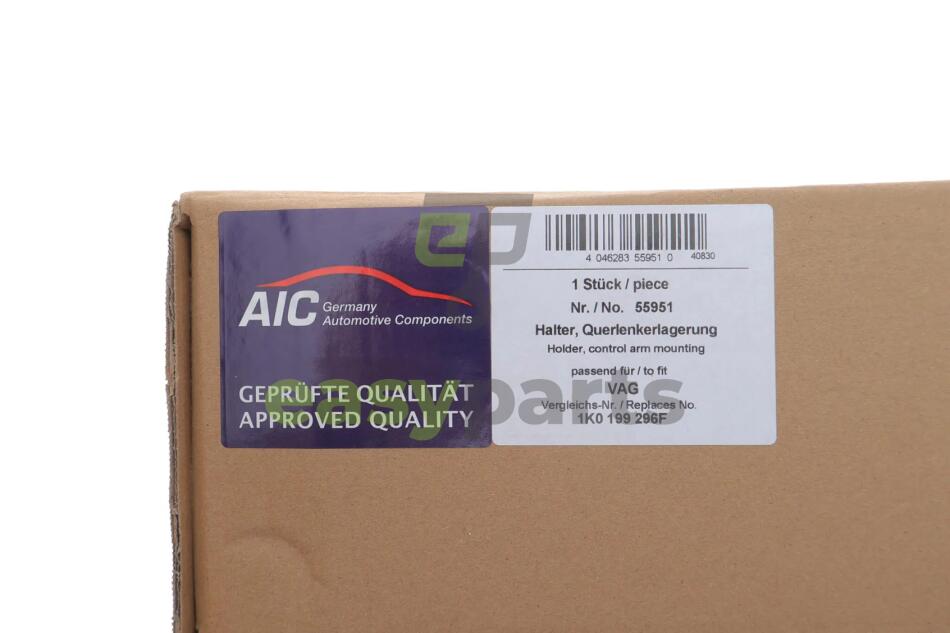 AIC Germany
Automotive Components
GEPRÜFTE QUALITÄT
APPROVED QUALITY
4 046283 55951 0 40830
1 Stück / piece
Nr. / No. 55951
Halter, Querlenkerlagerung
Holder, control arm mounting
passend für / to fit
VAG
Vergleichs-Nr. / Replaces No.
1K0 199 296F
easyparts